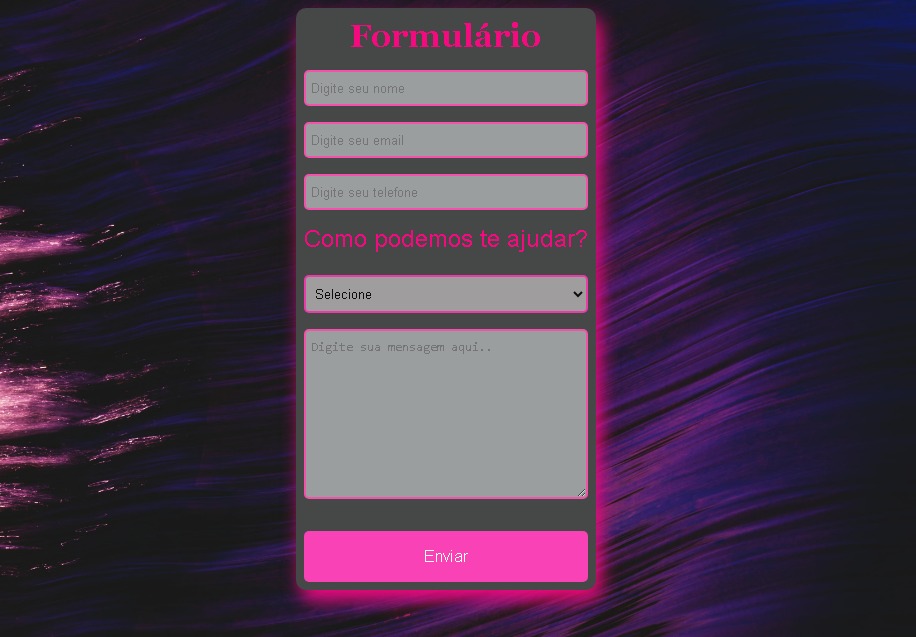 Formulário
Digite seu nome
Digite seu email
Digite seu telefone
Como podemos te ajudar?
Selecione
Digite sua mensagem aqui..
Enviar